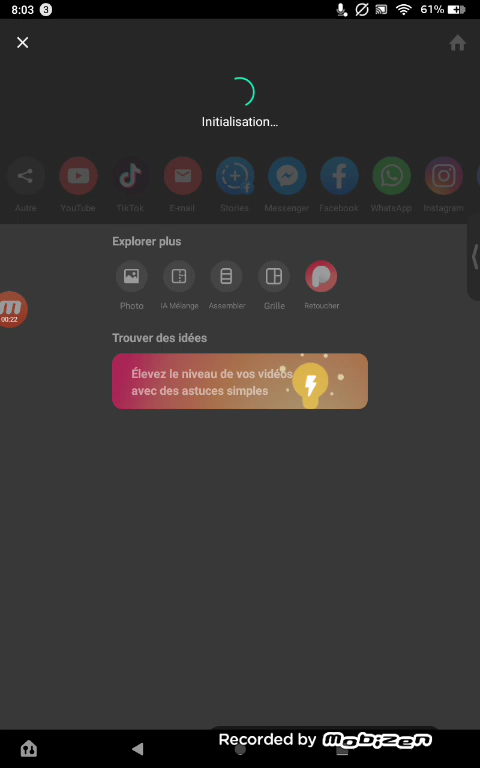 8:03 3 61%
Initialisation...
Autre YouTube TikTok E-mail Stories Messenger Facebook WhatsApp Instagram
Explorer plus
Photo IA Mélange Assembler Grille Retoucher
00:22
Trouver des idées
Élevez le niveau de vos vidéos
avec des astuces simples
Recorded by mobizen